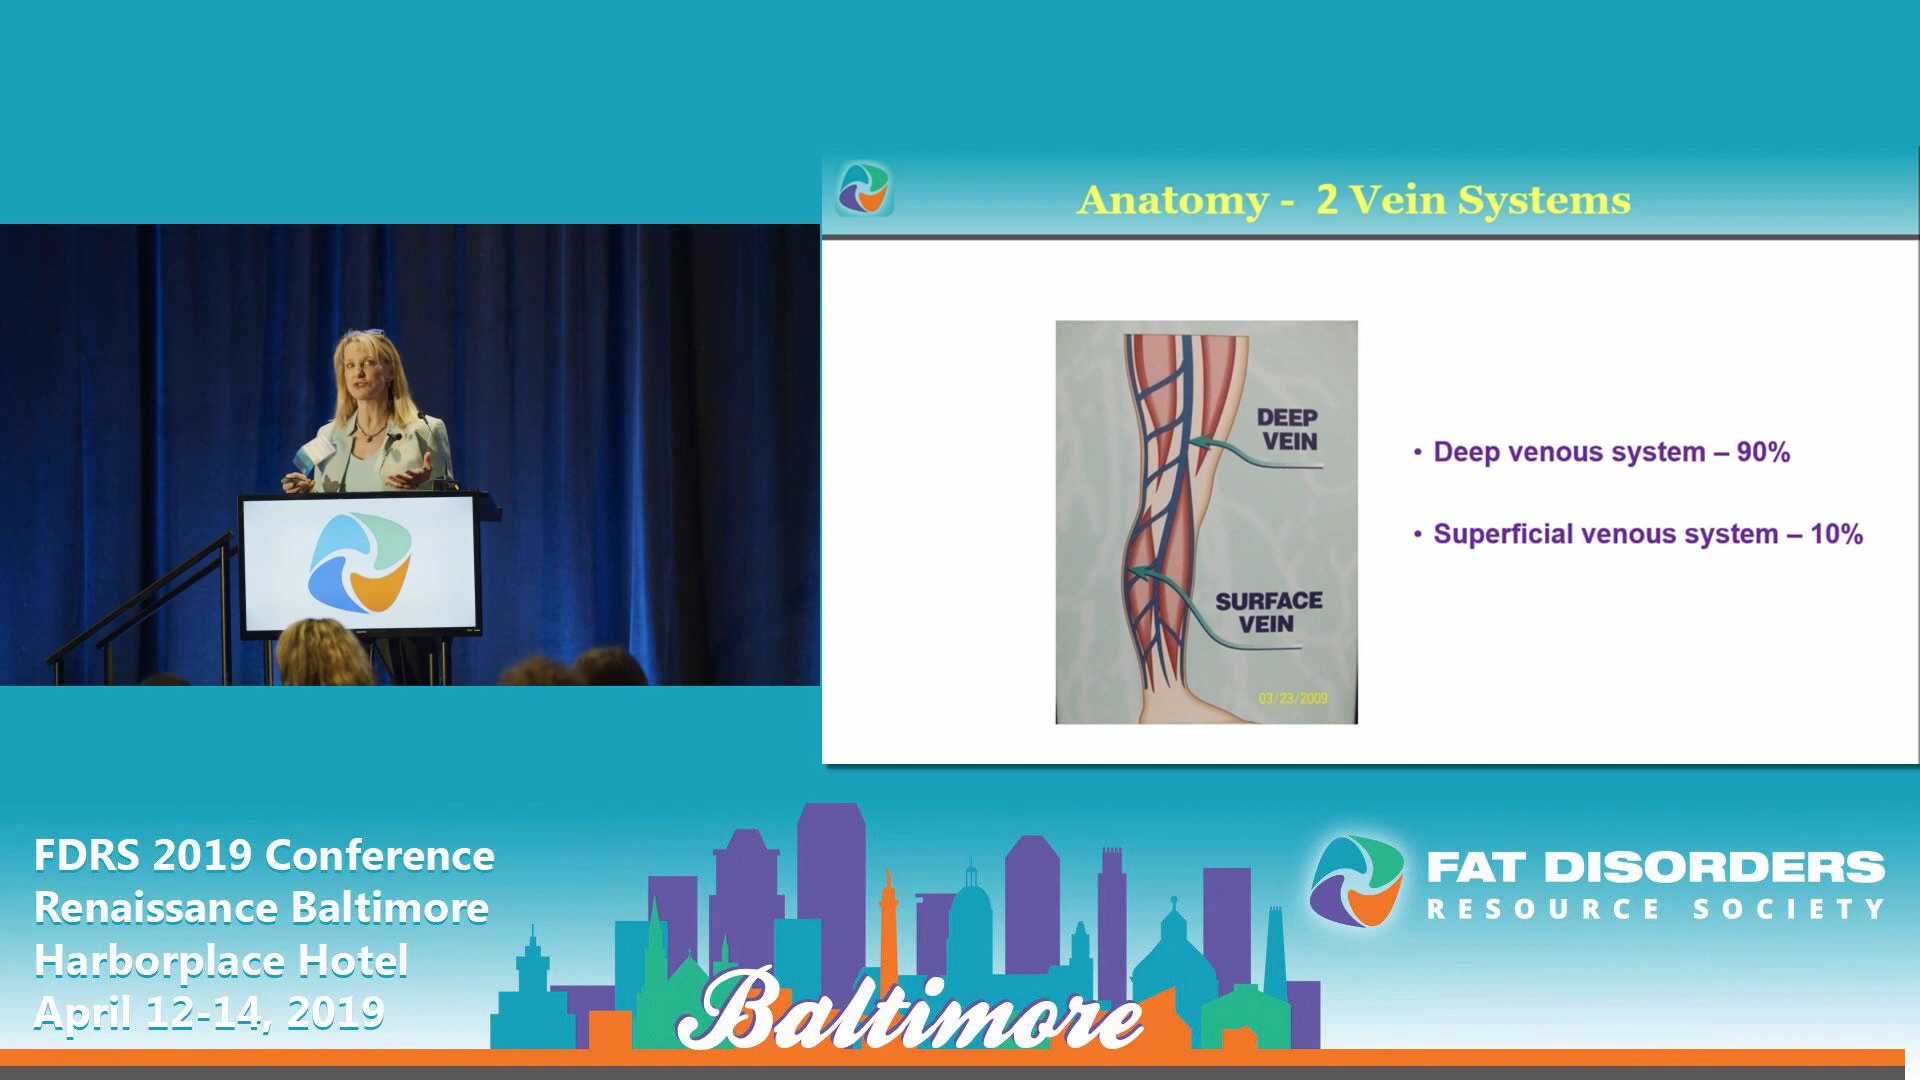 Anatomy - 2 Vein Systems
DEEP
VEIN
SURFACE
VEIN
03/23/2009
• Deep venous system – 90%
• Superficial venous system – 10%
FDRS 2019 Conference
Renaissance Baltimore
Harborplace Hotel
April 12-14, 2019
Baltimore
FAT DISORDERS
RESOURCE SOCIETY